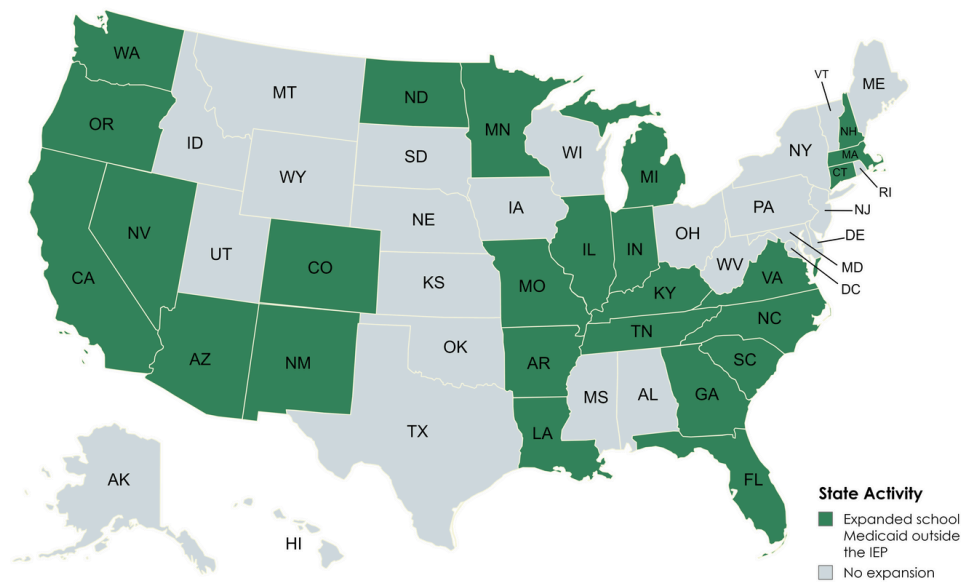 WA
OR
CA
NV
ID
MT
WY
UT
AZ
CO
NM
ND
SD
NE
KS
OK
TX
MN
IA
MO
AR
LA
WI
IL
MI
IN
OH
KY
TN
MS
AL
GA
FL
SC
NC
VA
WV
PA
NY
VT
NH
ME
MA
CT
RI
NJ
DE
MD
DC
AK
HI
State Activity
Expanded school
Medicaid outside
the IEP
No expansion